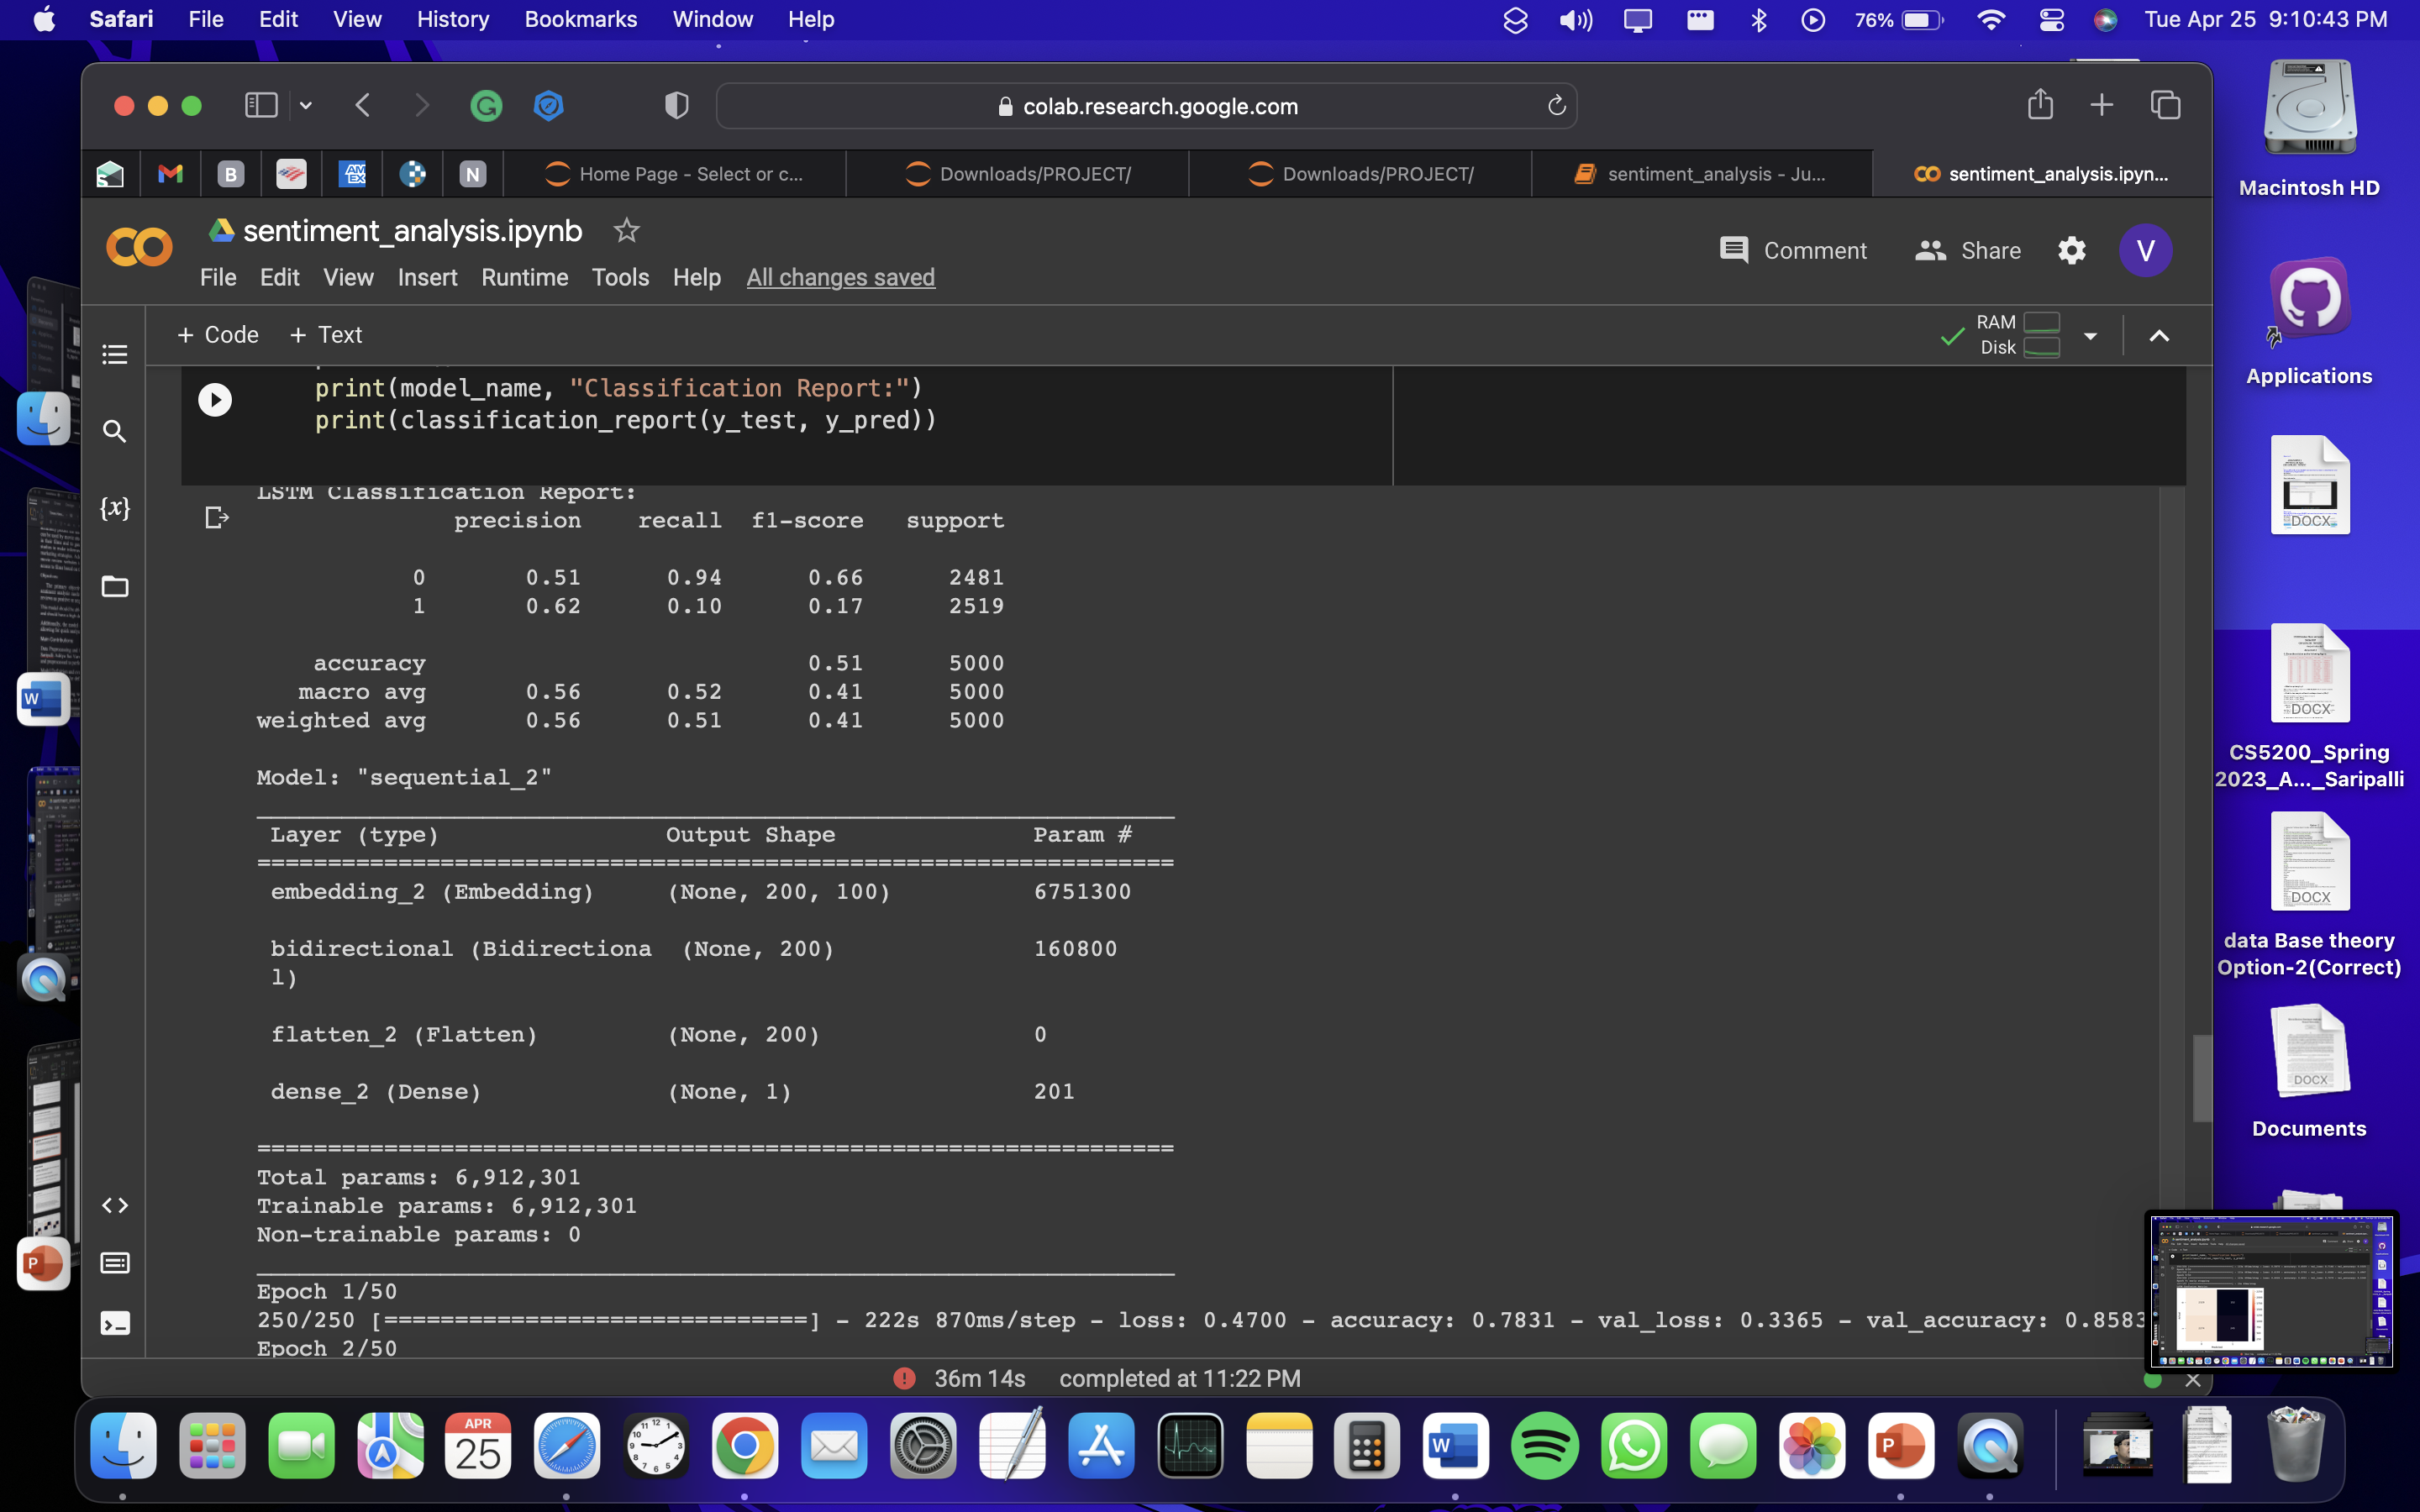 Safari File Edit View History Bookmarks Window Help 76% Tue Apr 25 9:10:43 PM
colab.research.google.com
B AM EX N Home Page - Select or c... Downloads/PROJECT/ Downloads/PROJECT/ sentiment_analysis - Ju... sentiment_analysis.ipyn...
sentiment_analysis.ipynb
File Edit View Insert Runtime Tools Help All changes saved
Comment Share V
+ Code + Text
RAM
Disk
print(model_name, "Classification Report:")
print(classification_report(y_test, y_pred))
LSTM Classification Report:
precision recall f1-score support
0 0.51 0.94 0.66 2481
1 0.62 0.10 0.17 2519
accuracy 0.51 5000
macro avg 0.56 0.52 0.41 5000
weighted avg 0.56 0.51 0.41 5000
Model: "sequential_2"
Layer (type) Output Shape Param #
=================================================================
embedding_2 (Embedding) (None, 200, 100) 6751300
bidirectional (Bidirectiona (None, 200) 160800
l)
flatten_2 (Flatten) (None, 200) 0
dense_2 (Dense) (None, 1) 201
=================================================================
Total params: 6,912,301
Trainable params: 6,912,301
Non-trainable params: 0
Epoch 1/50
250/250 [==============================] - 222s 870ms/step - loss: 0.4700 - accuracy: 0.7831 - val_loss: 0.3365 - val_accuracy: 0.8583
Epoch 2/50
36m 14s completed at 11:22 PM
Macintosh HD
Applications
DOCX
DOCX
CS5200_Spring
2023_A..._Saripalli
DOCX
data Base theory
Option-2(Correct)
DOCX
Documents
W
P
APR
25
W
P